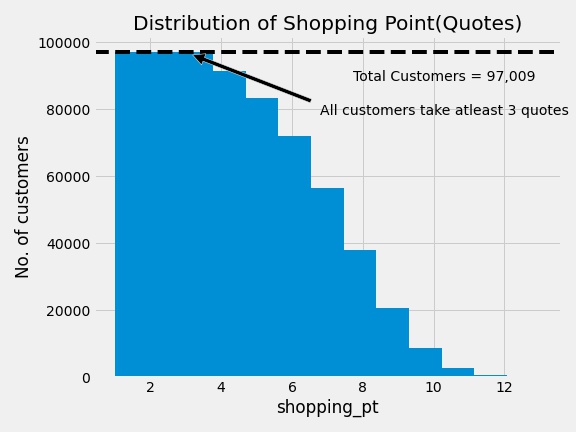 Distribution of Shopping Point(Quotes)
100000
Total Customers = 97,009
All customers take atleast 3 quotes
80000
60000
40000
20000
0
No. of customers
2 4 6 8 10 12
shopping_pt